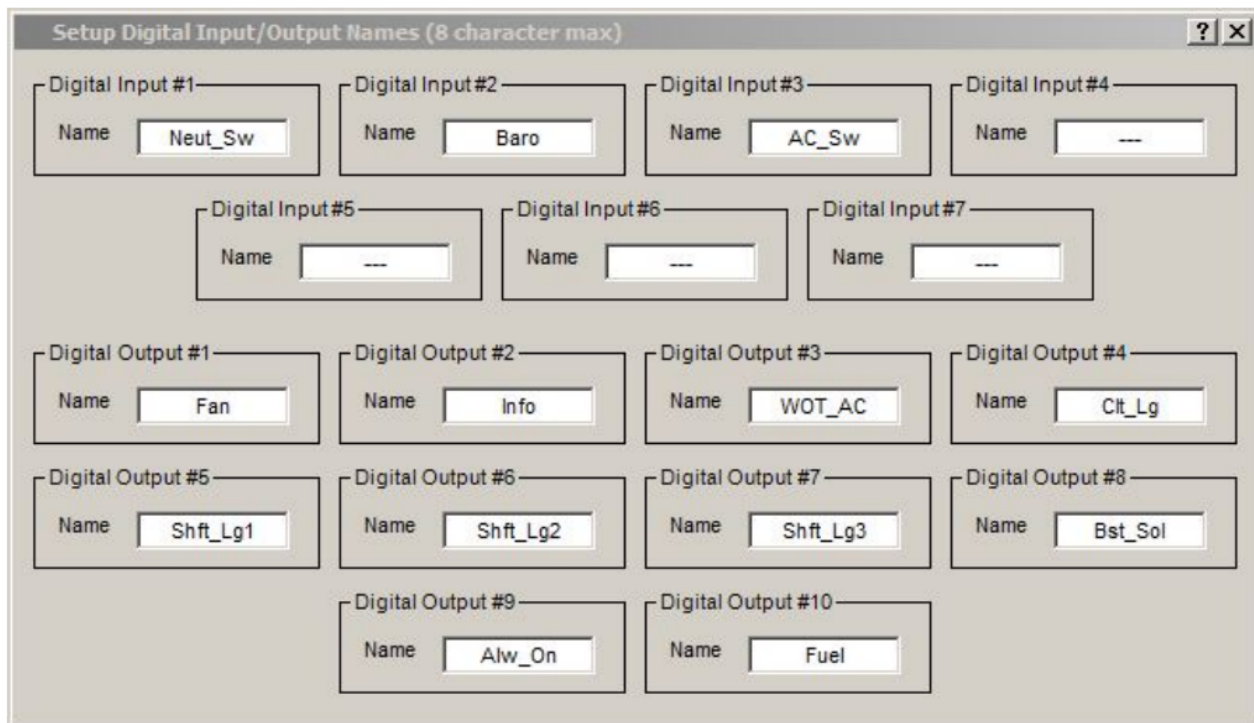 Setup Digital Input/Output Names (8 character max)
Digital Input #1 Digital Input #2 Digital Input #3 Digital Input #4
Name Neut_Sw Name Baro Name AC_Sw Name ---
Digital Input #5 Digital Input #6 Digital Input #7
Name --- Name --- Name ---
Digital Output #1 Digital Output #2 Digital Output #3 Digital Output #4
Name Fan Name Info Name WOT_AC Name Clt_Lg
Digital Output #5 Digital Output #6 Digital Output #7 Digital Output #8
Name Shft_Lg1 Name Shft_Lg2 Name Shft_Lg3 Name Bst_Sol
Digital Output #9 Digital Output #10
Name Alw_On Name Fuel